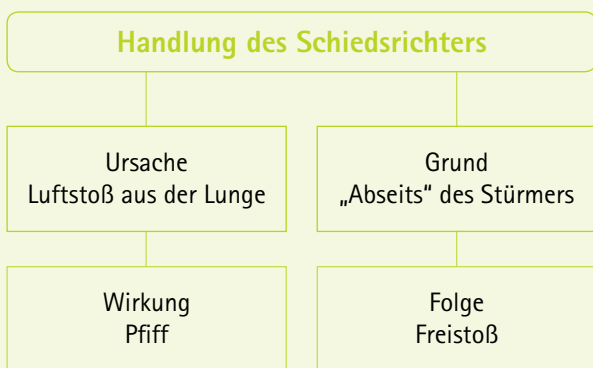 Handlung des Schiedsrichters
Ursache
Luftstoß aus der Lunge
Grund
„Abseits“ des Stürmers
Wirkung
Pfiff
Folge
Freistoß